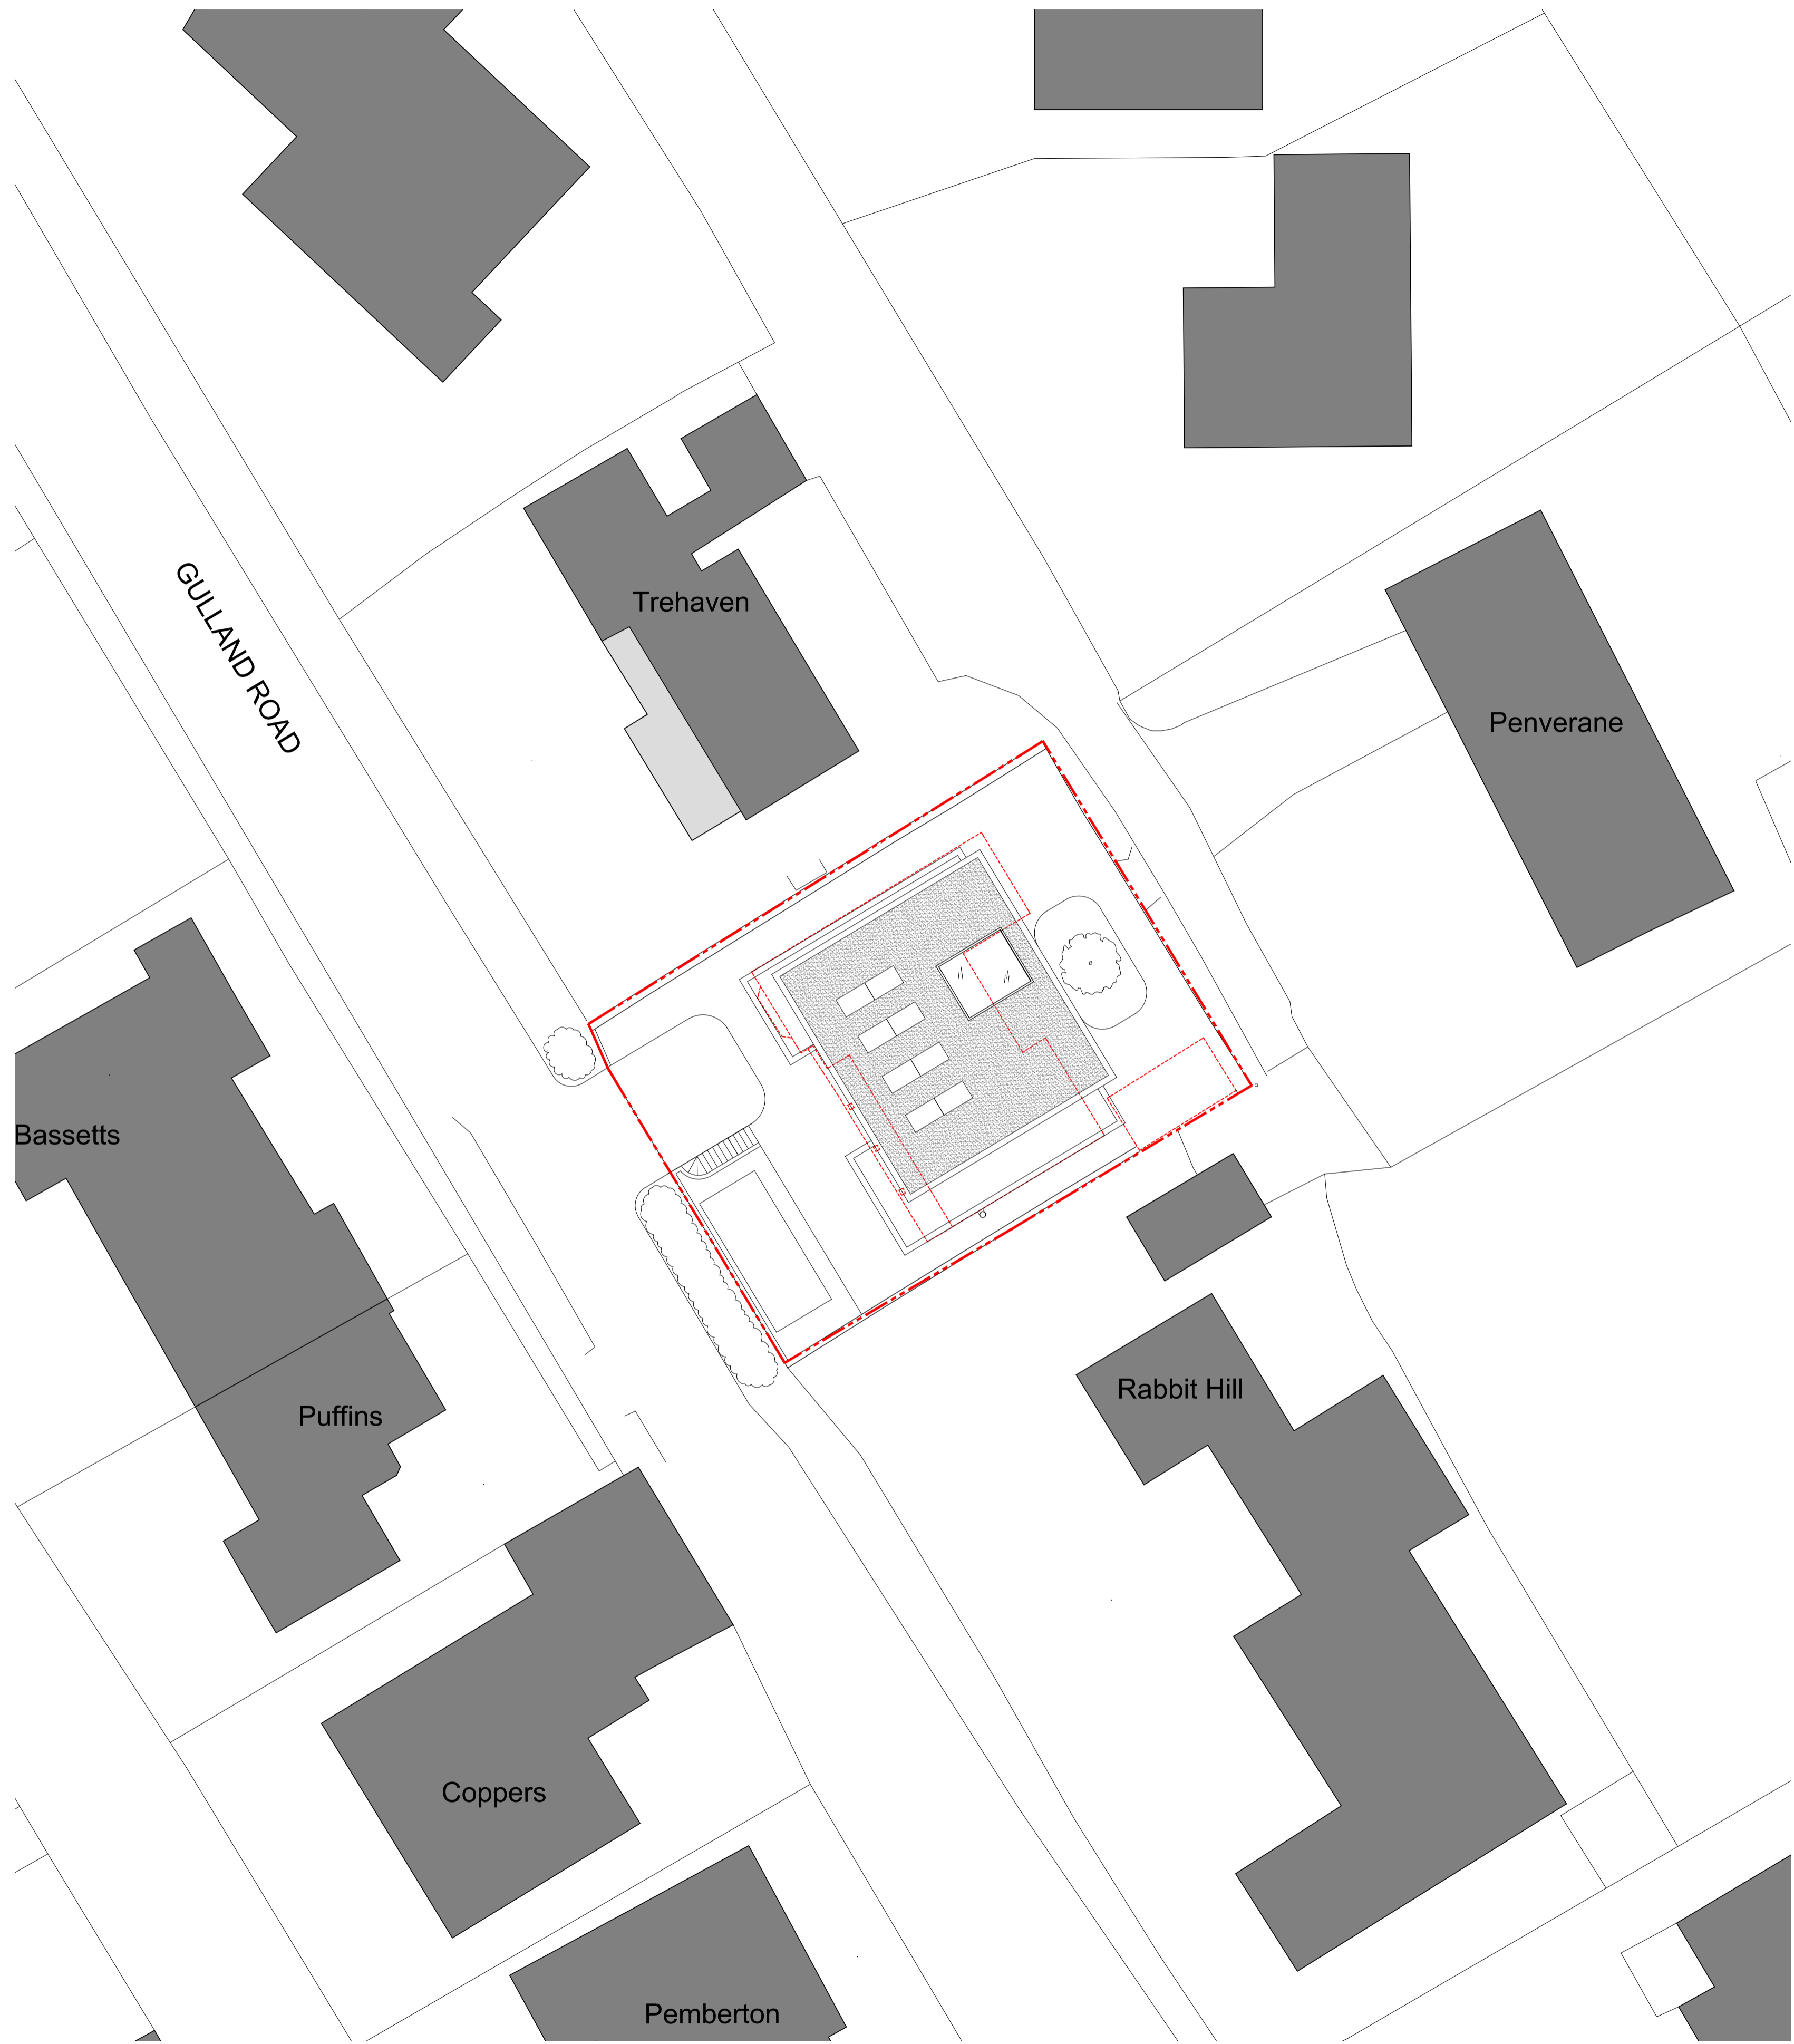 GULLAND ROAD
Trehaven
Penverane
Bassetts
Rabbit Hill
Puffins
Coppers
Pemberton